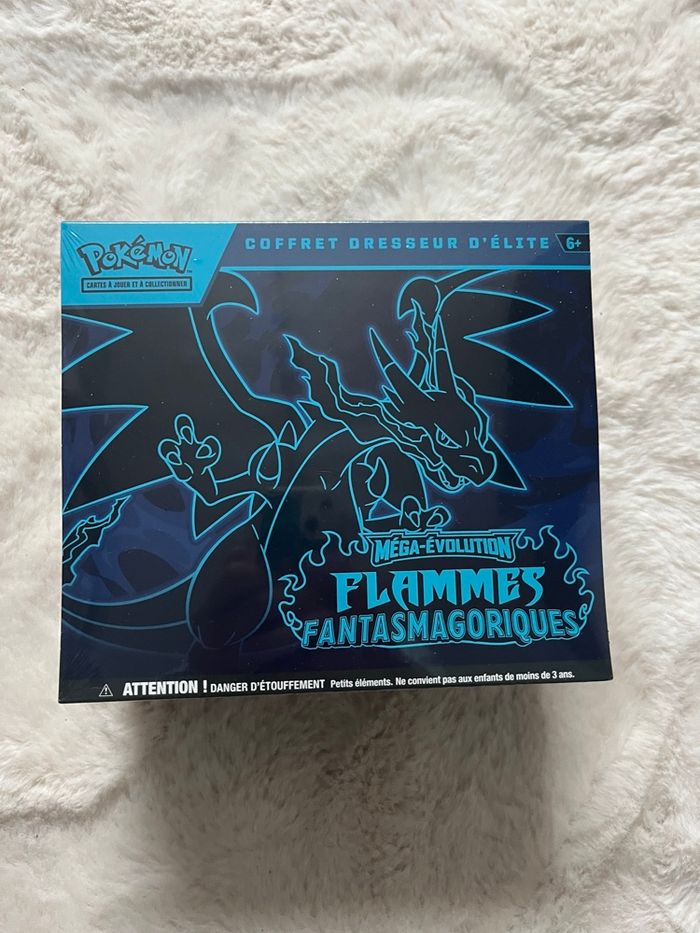 POKÉMON
CARTES À JOUER ET À COLLECTIONNER
COFFRET DRESSEUR D'ÉLITE 6+
MÉGA-ÉVOLUTION
FLAMMES
FANTASMAGORIQUES
ATTENTION ! DANGER D'ÉTOUFFEMENT Petits éléments. Ne convient pas aux enfants de moins de 3 ans.